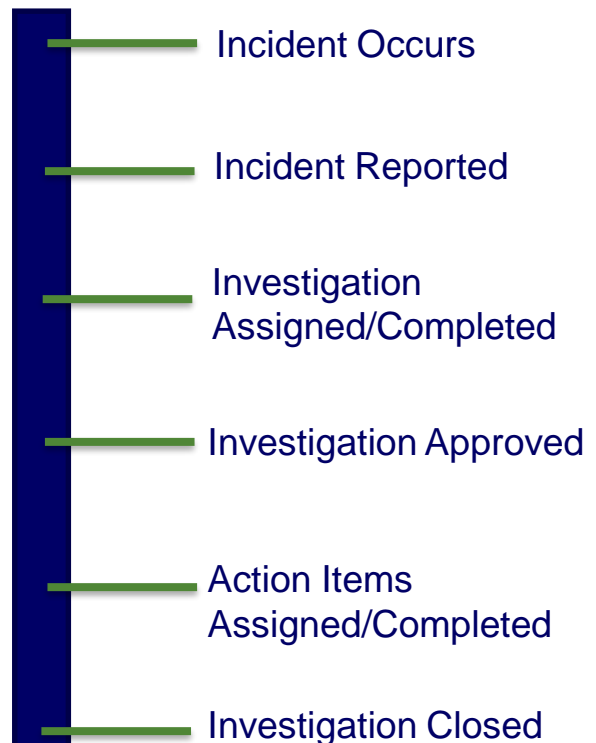 Incident Occurs
Incident Reported
Investigation
Assigned/Completed
Investigation Approved
Action Items
Assigned/Completed
Investigation Closed